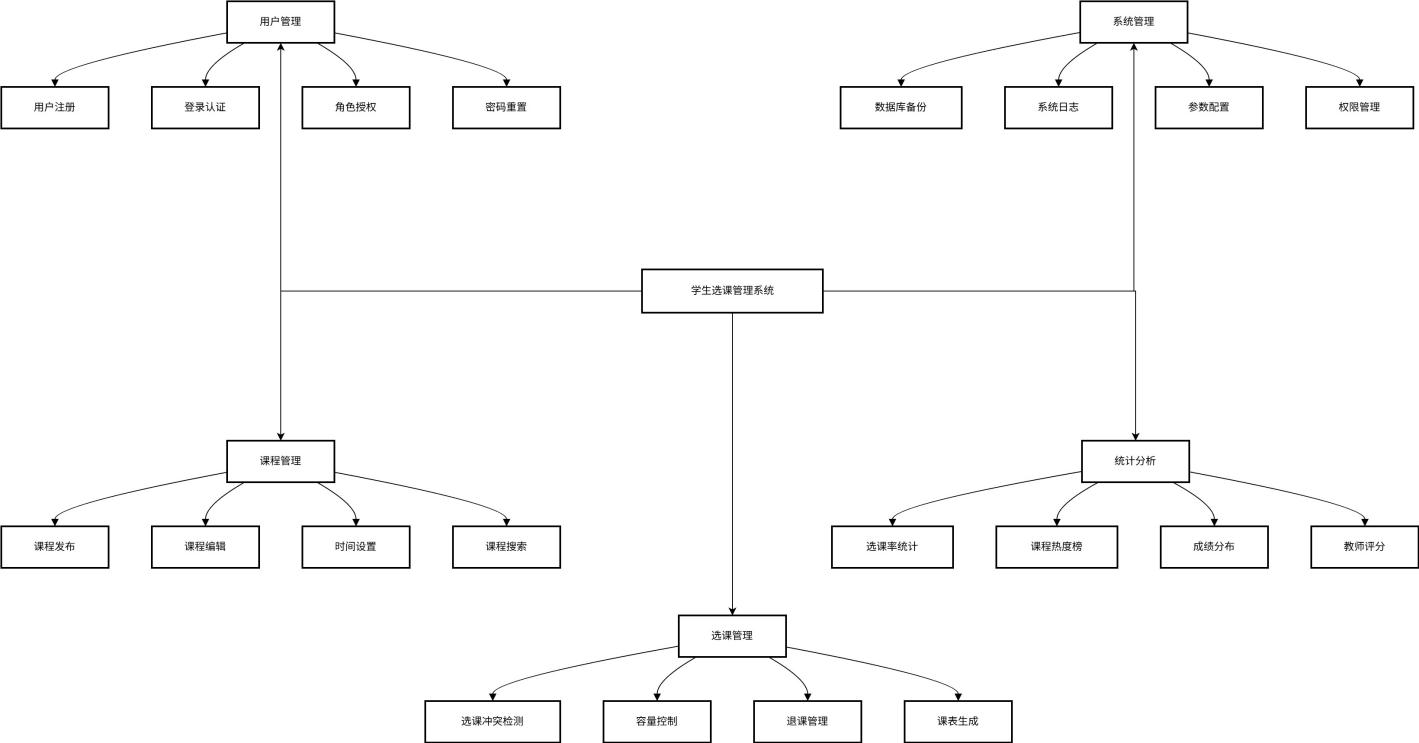 用户管理
系统管理
用户注册
登录认证
角色授权
密码重置
数据库备份
系统日志
参数配置
权限管理
学生选课管理系统
课程管理
统计分析
课程发布
课程编辑
时间设置
课程搜索
选课率统计
课程热度榜
成绩分布
教师评分
选课管理
选课冲突检测
容量控制
退课管理
课表生成